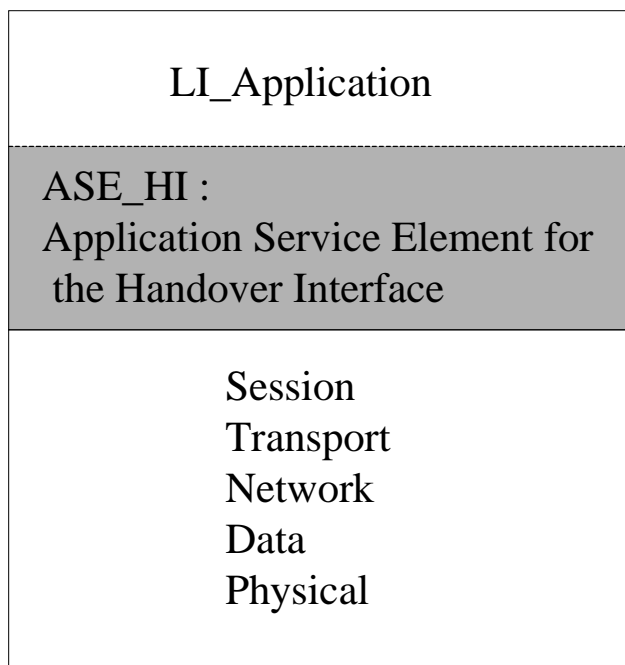 LI_Application
ASE_HI :
Application Service Element for
the Handover Interface
Session
Transport
Network
Data
Physical